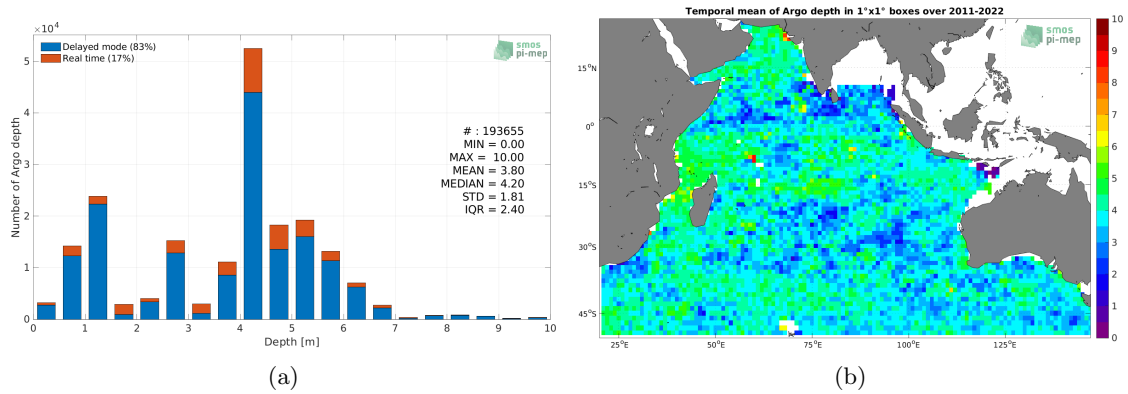 ×10⁴
Delayed mode (83%)
Real time (17%)
smos
pi-mep
5
4
3
2
1
0
Number of Argo depth
# : 193655
MIN = 0.00
MAX = 10.00
MEAN = 3.80
MEDIAN = 4.20
STD = 1.81
IQR = 2.40
0 1 2 3 4 5 6 7 8 9 10
Depth [m]
(a)
Temporal mean of Argo depth in 1°x1° boxes over 2011-2022
smos
pi-mep
15°N
0°
15°S
30°S
45°S
25°E 50°E 75°E 100°E 125°E
10
9
8
7
6
5
4
3
2
1
0
(b)